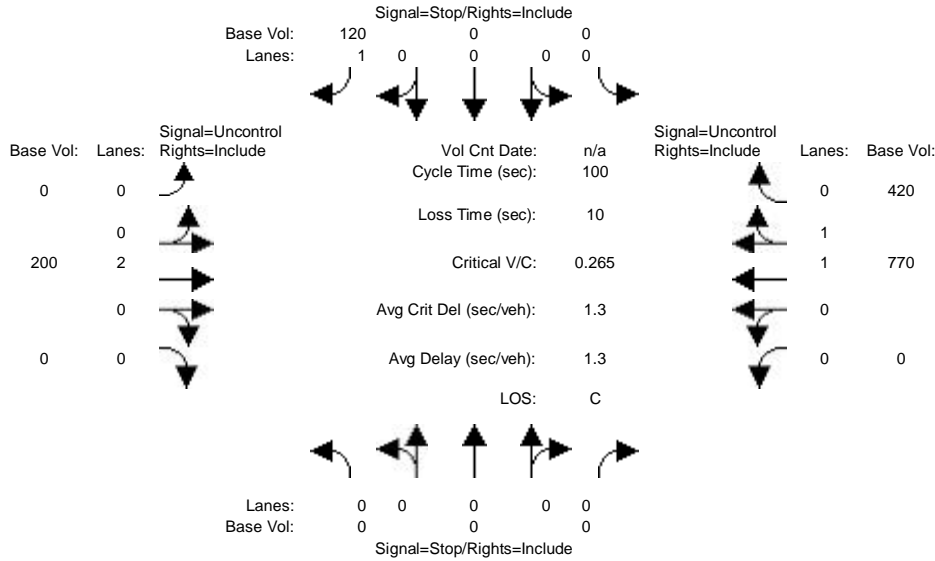 Signal=Stop/Rights=Include
Base Vol: 120 0 0
Lanes: 1 0 0 0 0
Signal=Uncontrol Signal=Uncontrol
Base Vol: Lanes: Rights=Include Vol Cnt Date: n/a Rights=Include Lanes: Base Vol:
Cycle Time (sec): 100
0 0 0 420
Loss Time (sec): 10
0 1
200 2 Critical V/C: 0.265 1 770
0 Avg Crit Del (sec/veh): 1.3 0
0 0 Avg Delay (sec/veh): 1.3 0 0
LOS: C
Lanes: 0 0 0 0 0
Base Vol: 0 0 0
Signal=Stop/Rights=Include